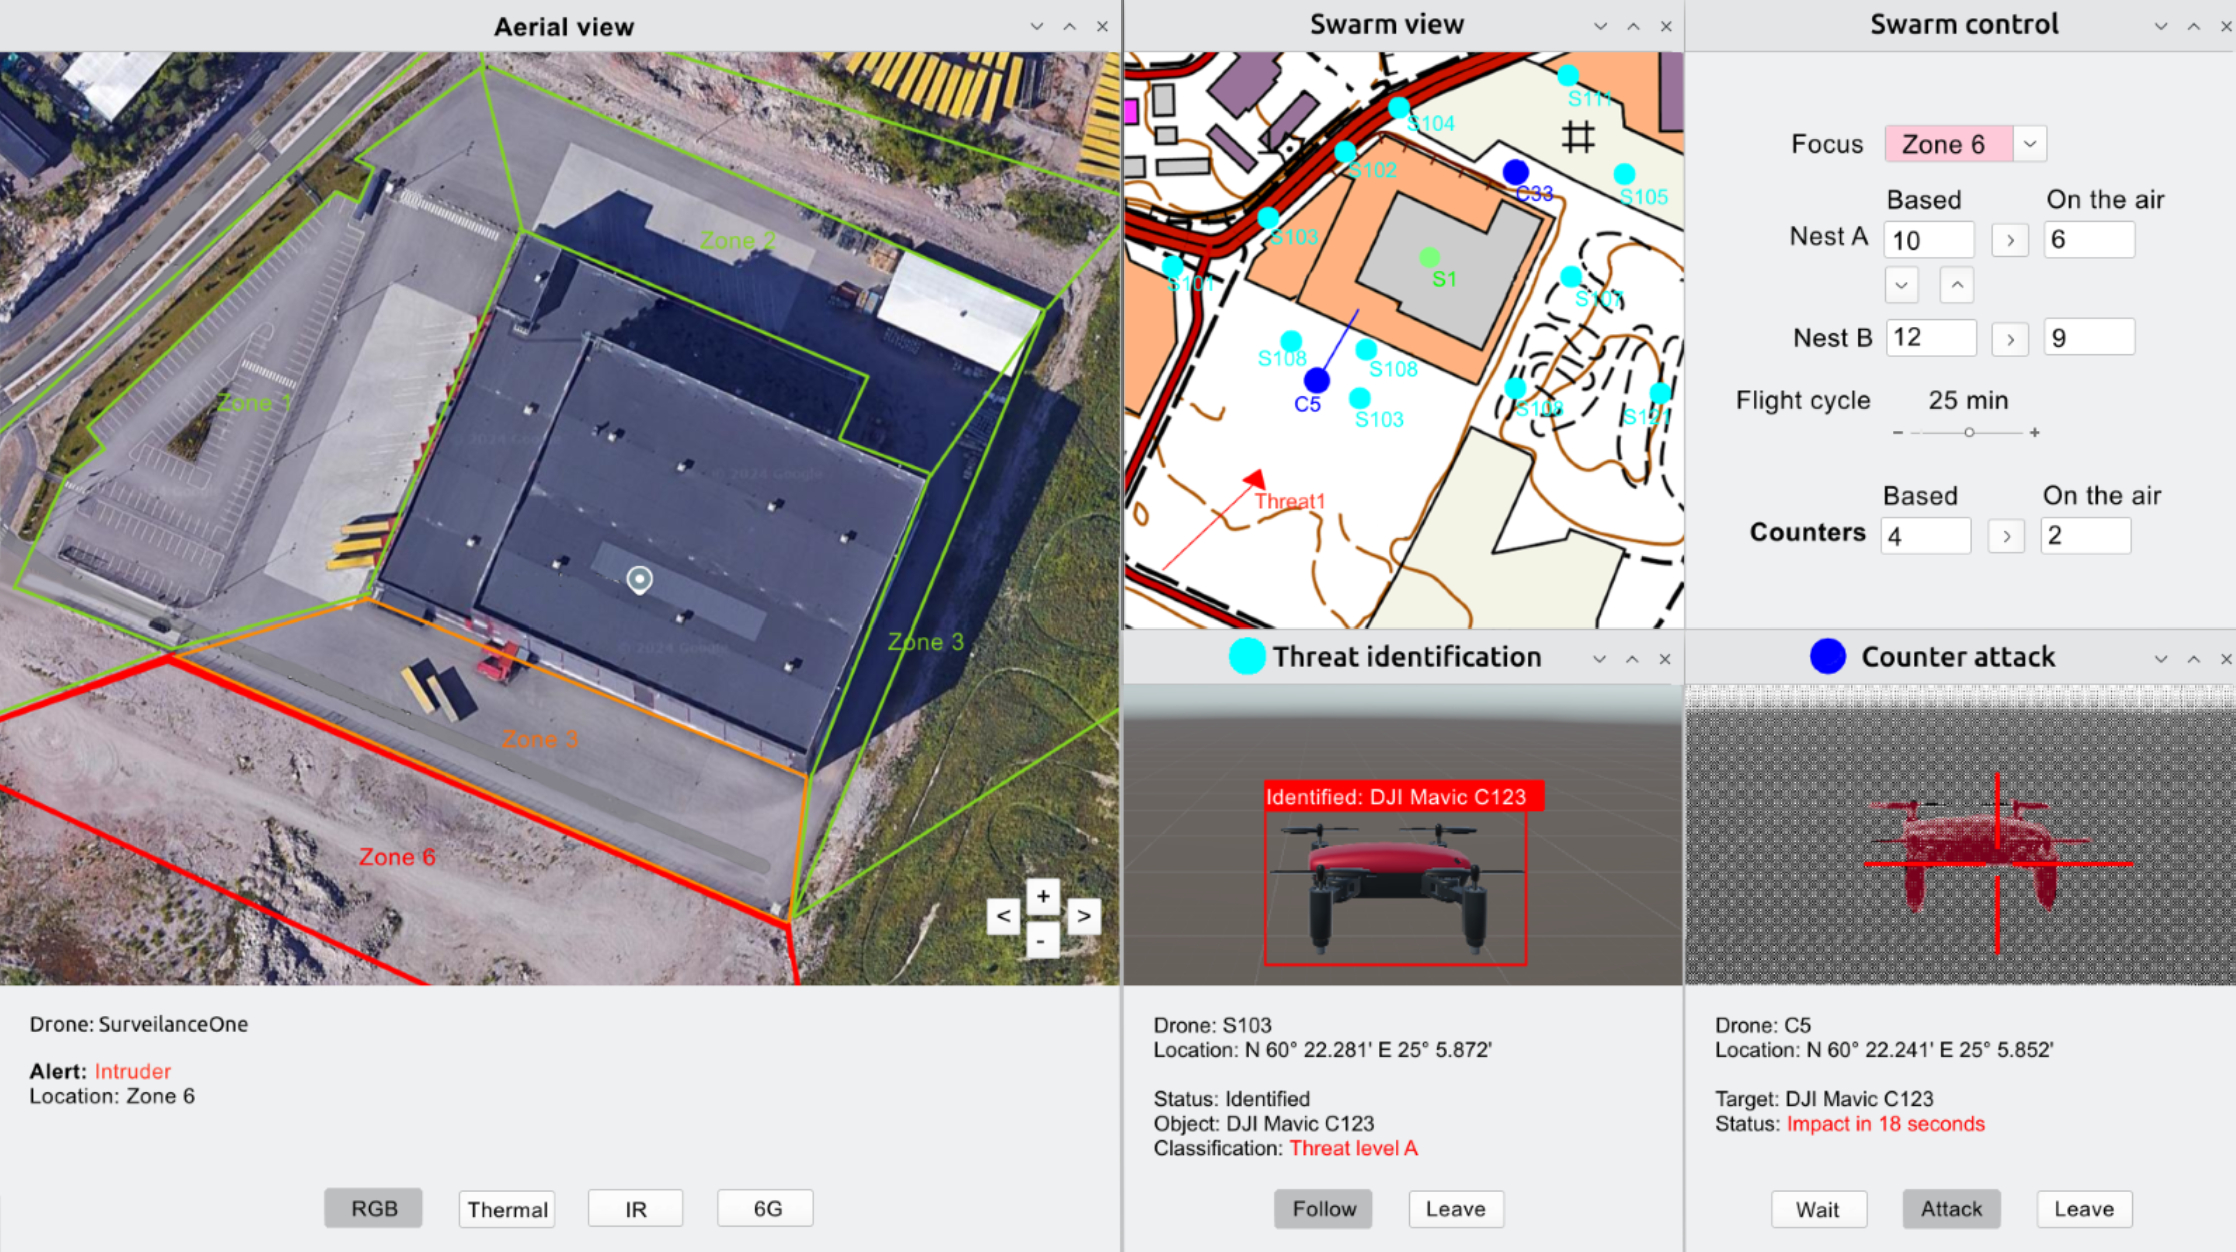 Aerial view
Zone 2
Zone 1
© 2024 Google
Zone 3
Zone 3
Zone 6
+
<
>
-
Drone: SurveilanceOne
Alert: Intruder
Location: Zone 6
RGB
Thermal
IR
6G
Swarm view
S111
S104
S102
C33
S105
S103
S101
S1
S107
S108
S108
C5
S103
S108
S121
Threat1
Swarm control
Focus
Zone 6
Based
On the air
Nest A
10
>
6
Nest B
12
>
9
Flight cycle
25 min
-
+
Based
On the air
Counters
4
>
2
Threat identification
Identified: DJI Mavic C123
Drone: S103
Location: N 60° 22.281' E 25° 5.872'
Status: Identified
Object: DJI Mavic C123
Classification: Threat level A
Follow
Leave
Counter attack
Drone: C5
Location: N 60° 22.241' E 25° 5.852'
Target: DJI Mavic C123
Status: Impact in 18 seconds
Wait
Attack
Leave